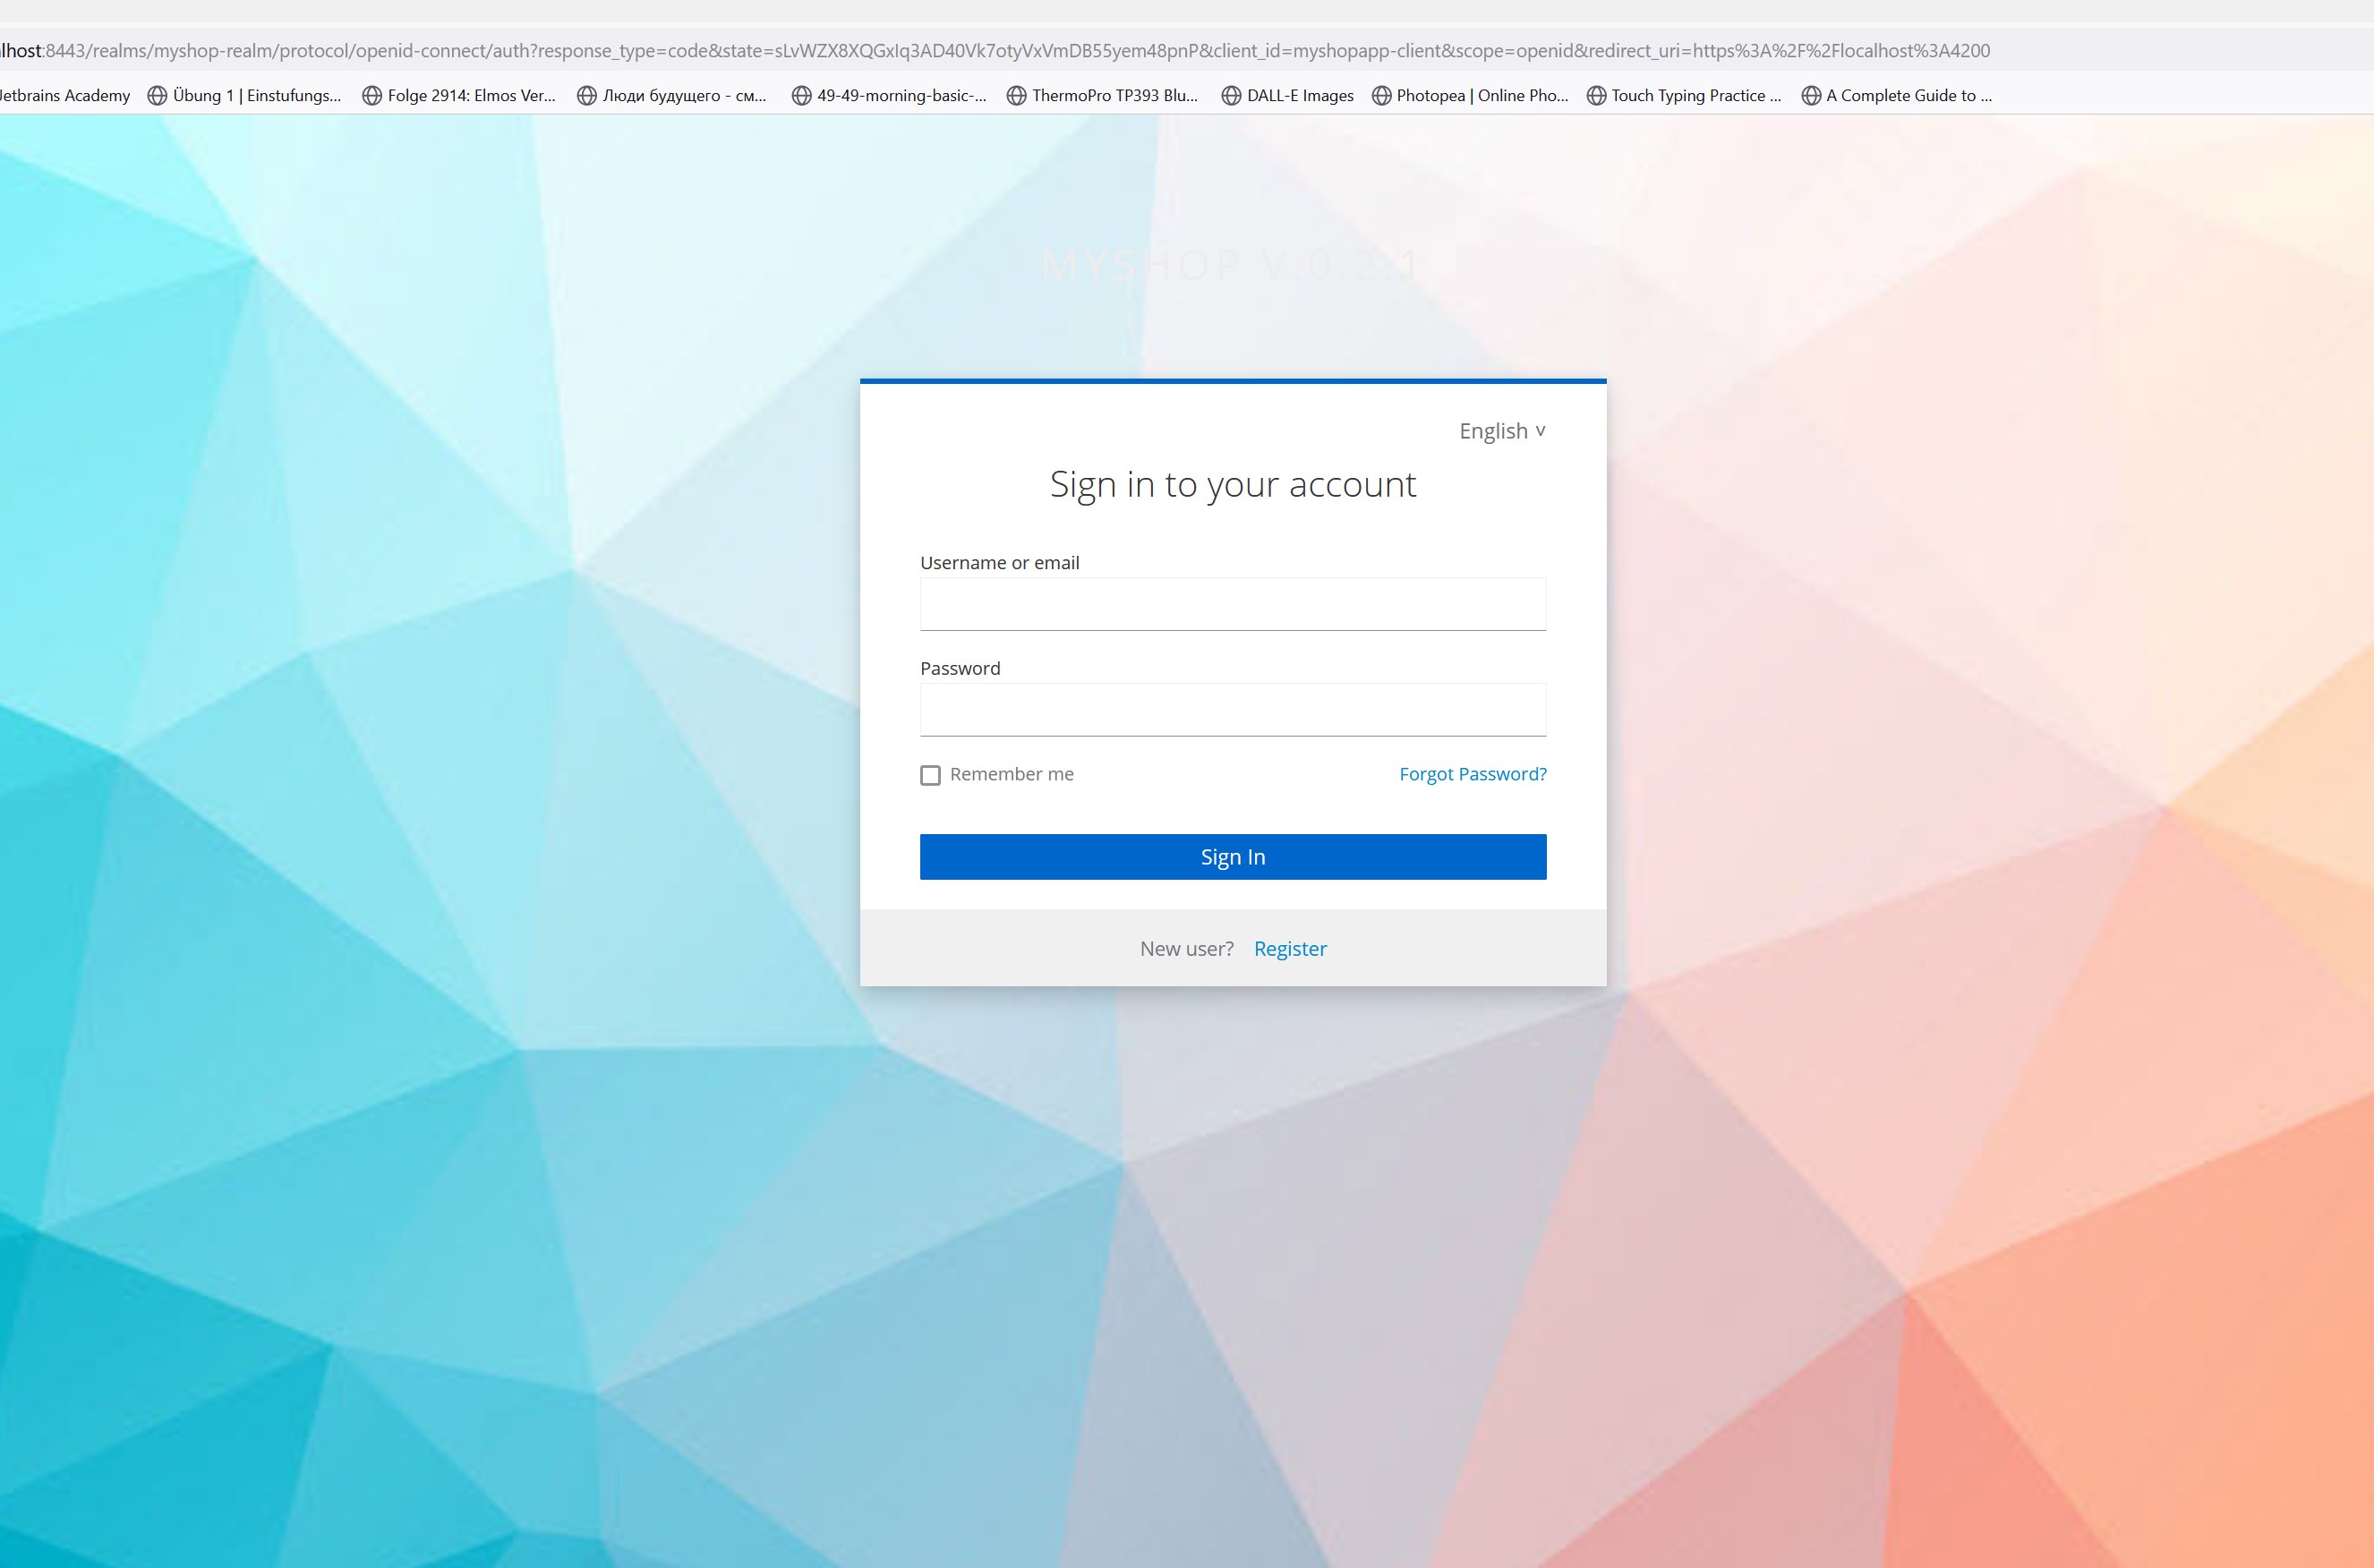 lhost:8443/realms/myshop-realm/protocol/openid-connect/auth?response_type=code&state=sLvWZX8XQGxIq3AD40Vk7otyVxVmDB55yem48pnP&client_id=myshopapp-client&scope=openid&redirect_uri=https%3A%2F%2Flocalhost%3A4200
Jetbrains Academy Übung 1 | Einstufungs... Folge 2914: Elmos Ver... Люди будущего - см... 49-49-morning-basic-... ThermoPro TP393 Blu... DALL-E Images Photopea | Online Pho... Touch Typing Practice ... A Complete Guide to ...
MYSHOP V.0.2.1
English
Sign in to your account
Username or email
Password
Remember me Forgot Password?
Sign In
New user? Register